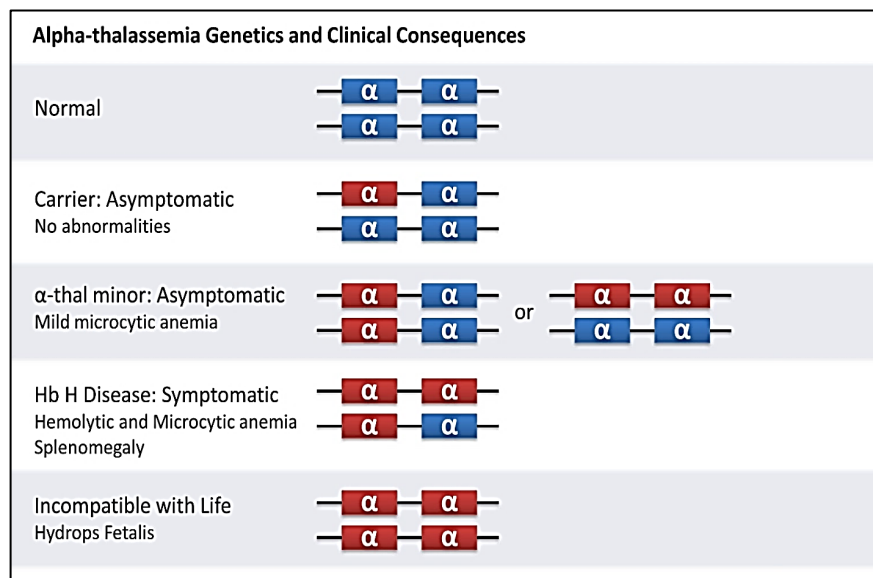 Alpha-thalassemia Genetics and Clinical Consequences
Normal
α α
α α
Carrier: Asymptomatic
No abnormalities
α α
α α
α-thal minor: Asymptomatic
Mild microcytic anemia
α α
α α
or
α α
α α
Hb H Disease: Symptomatic
Hemolytic and Microcytic anemia
Splenomegaly
α α
α α
Incompatible with Life
Hydrops Fetalis
α α
α α